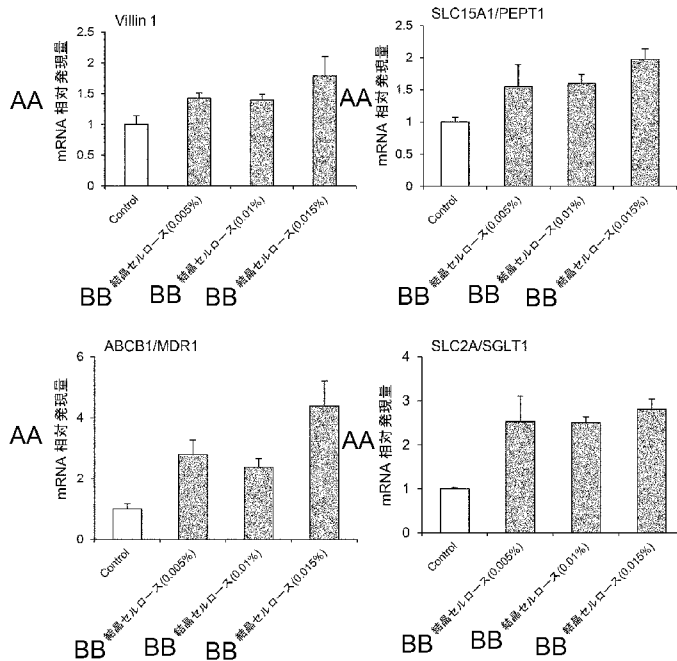 Villin 1
AA
mRNA 相対発現量
2.5
2
1.5
1
0.5
0
Control
結晶セルロース(0.005%)
結晶セルロース(0.01%)
結晶セルロース(0.015%)
BB BB BB
SLC15A1/PEPT1
AA
mRNA 相対発現量
2.5
2
1.5
1
0.5
0
Control
結晶セルロース(0.005%)
結晶セルロース(0.01%)
結晶セルロース(0.015%)
BB BB BB
ABCB1/MDR1
AA
mRNA 相対発現量
6
4
2
0
Control
結晶セルロース(0.005%)
結晶セルロース(0.01%)
結晶セルロース(0.015%)
BB BB BB
SLC2A/SGLT1
AA
mRNA 相対発現量
4
3
2
1
0
Control
結晶セルロース(0.005%)
結晶セルロース(0.01%)
結晶セルロース(0.015%)
BB BB BB